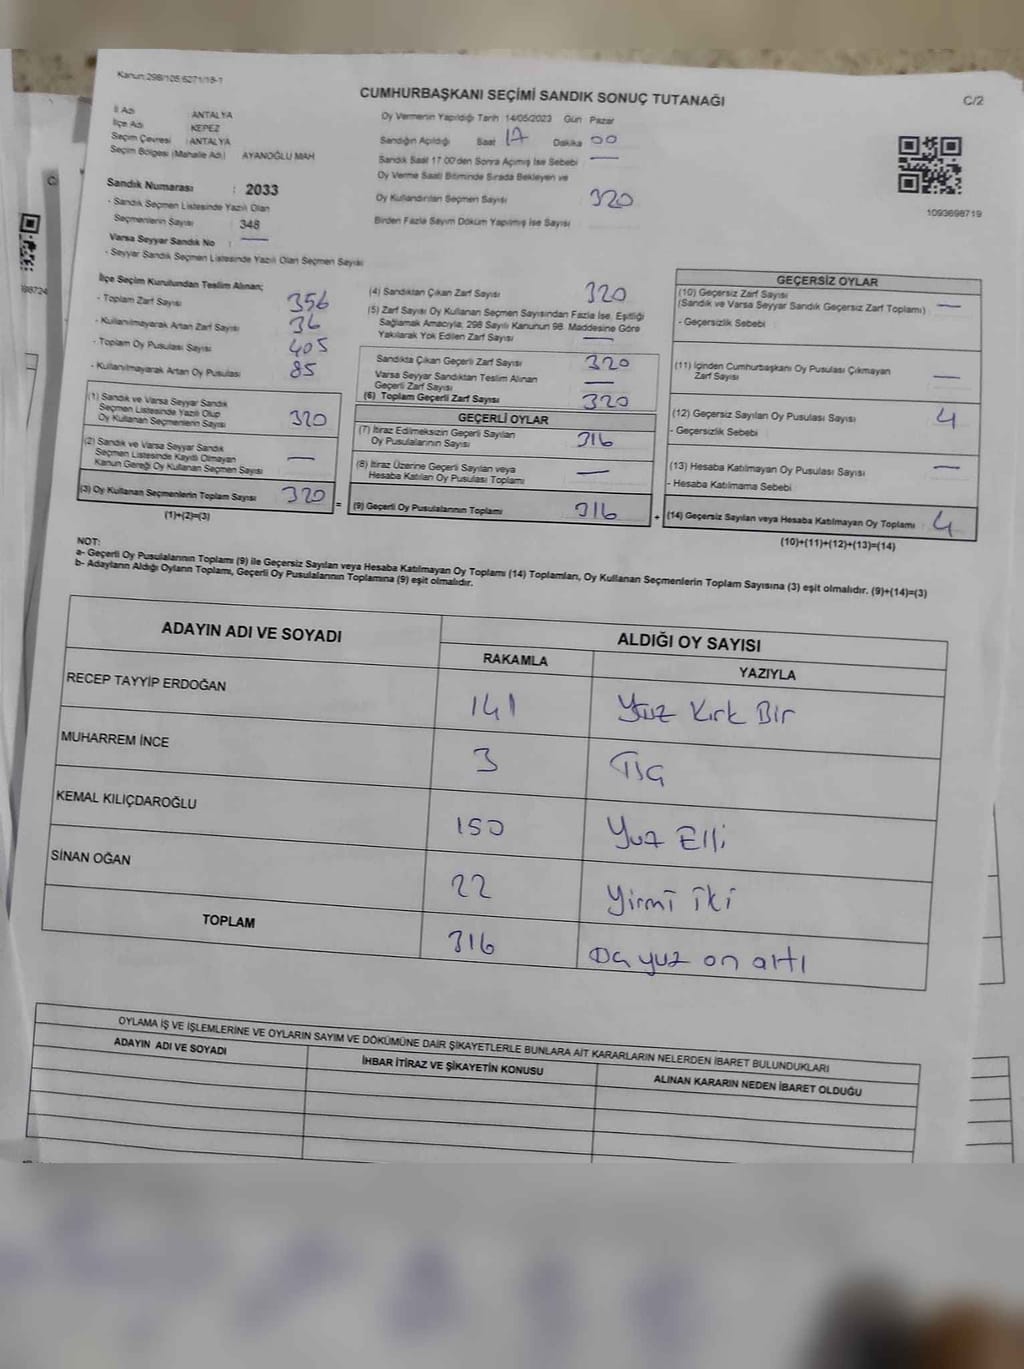 Kanun:298/105,6271/18-1
CUMHURBAŞKANI SEÇİMİ SANDIK SONUÇ TUTANAĞI
C/2
İl Adı ANTALYA
İlçe Adı KEPEZ
Seçim Çevresi : ANTALYA
Seçim Bölgesi (Mahalle Adı) AYANOĞLU MAH
Sandık Numarası : 2033
- Sandık Seçmen Listesinde Yazılı Olan
Seçmenlerin Sayısı 348
Varsa Seyyar Sandık No : —
- Seyyar Sandık Seçmen Listesinde Yazılı Olan Seçmen Sayısı
Oy Vermenin Yapıldığı Tarih 14/05/2023 Gün Pazar
Sandığın Açıldığı Saat 17 Dakika 00
Sandık Saat 17:00'den Sonra Açılmış İse Sebebi —
Oy Verme Saati Bitiminde Sırada Bekleyen ve
Oy Kullandırılan Seçmen Sayısı 320
Birden Fazla Sayım Döküm Yapılmış İse Sayısı
1093698719
İlçe Seçim Kurulundan Teslim Alınan;
- Toplam Zarf Sayısı 356
- Kullanılmayarak Artan Zarf Sayısı 36
- Toplam Oy Pusulası Sayısı 405
- Kullanılmayarak Artan Oy Pusulası 85
(1) Sandık ve Varsa Seyyar Sandık
Seçmen Listesinde Yazılı Olup
Oy Kullanan Seçmenlerin Sayısı 320
(2) Sandık ve Varsa Seyyar Sandık
Seçmen Listesinde Kayıtlı Olmayan
Kanun Gereği Oy Kullanan Seçmen Sayısı —
(3) Oy Kullanan Seçmenlerin Toplam Sayısı 320
(1)+(2)=(3)
=
(4) Sandıktan Çıkan Zarf Sayısı 320
(5) Zarf Sayısı Oy Kullanan Seçmen Sayısından Fazla İse, Eşitliği
Sağlamak Amacıyla, 298 Sayılı Kanunun 98. Maddesine Göre
Yakılarak Yok Edilen Zarf Sayısı —
Sandıkta Çıkan Geçerli Zarf Sayısı 320
Varsa Seyyar Sandıktan Teslim Alınan
Geçerli Zarf Sayısı —
(6) Toplam Geçerli Zarf Sayısı 320
GEÇERLİ OYLAR
(7) İtiraz Edilmeksizin Geçerli Sayılan
Oy Pusulalarının Sayısı 316
(8) İtiraz Üzerine Geçerli Sayılan veya
Hesaba Katılan Oy Pusulası Toplamı —
(9) Geçerli Oy Pusulalarının Toplamı 316
+
GEÇERSİZ OYLAR
(10) Geçersiz Zarf Sayısı
(Sandık ve Varsa Seyyar Sandık Geçersiz Zarf Toplamı) —
- Geçersizlik Sebebi
(11) İçinden Cumhurbaşkanı Oy Pusulası Çıkmayan
Zarf Sayısı —
(12) Geçersiz Sayılan Oy Pusulası Sayısı 4
- Geçersizlik Sebebi
(13) Hesaba Katılmayan Oy Pusulası Sayısı —
- Hesaba Katılmama Sebebi
(14) Geçersiz Sayılan veya Hesaba Katılmayan Oy Toplamı 4
(10)+(11)+(12)+(13)=(14)
NOT:
a- Geçerli Oy Pusulalarının Toplamı (9) ile Geçersiz Sayılan veya Hesaba Katılmayan Oy Toplamı (14) Toplamları, Oy Kullanan Seçmenlerin Toplam Sayısına (3) eşit olmalıdır. (9)+(14)=(3)
b- Adayların Aldığı Oyların Toplamı, Geçerli Oy Pusulalarının Toplamına (9) eşit olmalıdır.
ADAYIN ADI VE SOYADI
ALDIĞI OY SAYISI
RAKAMLA YAZIYLA
RECEP TAYYİP ERDOĞAN 141 Yüz Kırk Bir
MUHARREM İNCE 3 Üç
KEMAL KILIÇDAROĞLU 150 Yuz Elli
SİNAN OĞAN 22 Yirmi iki
TOPLAM 316 Üç yuz on altı
OYLAMA İŞ VE İŞLEMLERİNE VE OYLARIN SAYIM VE DÖKÜMÜNE DAİR ŞİKAYETLERLE BUNLARA AİT KARARLARIN NELERDEN İBARET BULUNDUKLARI
ADAYIN ADI VE SOYADI İHBAR İTİRAZ VE ŞİKAYETİN KONUSU ALINAN KARARIN NEDEN İBARET OLDUĞU